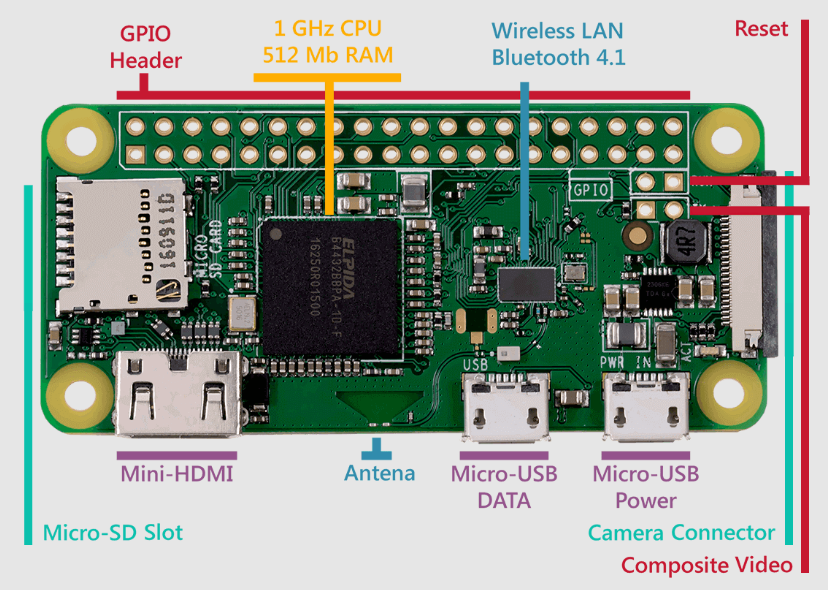 GPIO
Header
1 GHz CPU
512 Mb RAM
Wireless LAN
Bluetooth 4.1
Reset
GPIO
160911D
MICRO
SD CARD
ELPIDA
16250R01500
4R7
USB
PWR IN
Mini-HDMI
Antena
Micro-USB
DATA
Micro-USB
Power
Micro-SD Slot
Camera Connector
Composite Video